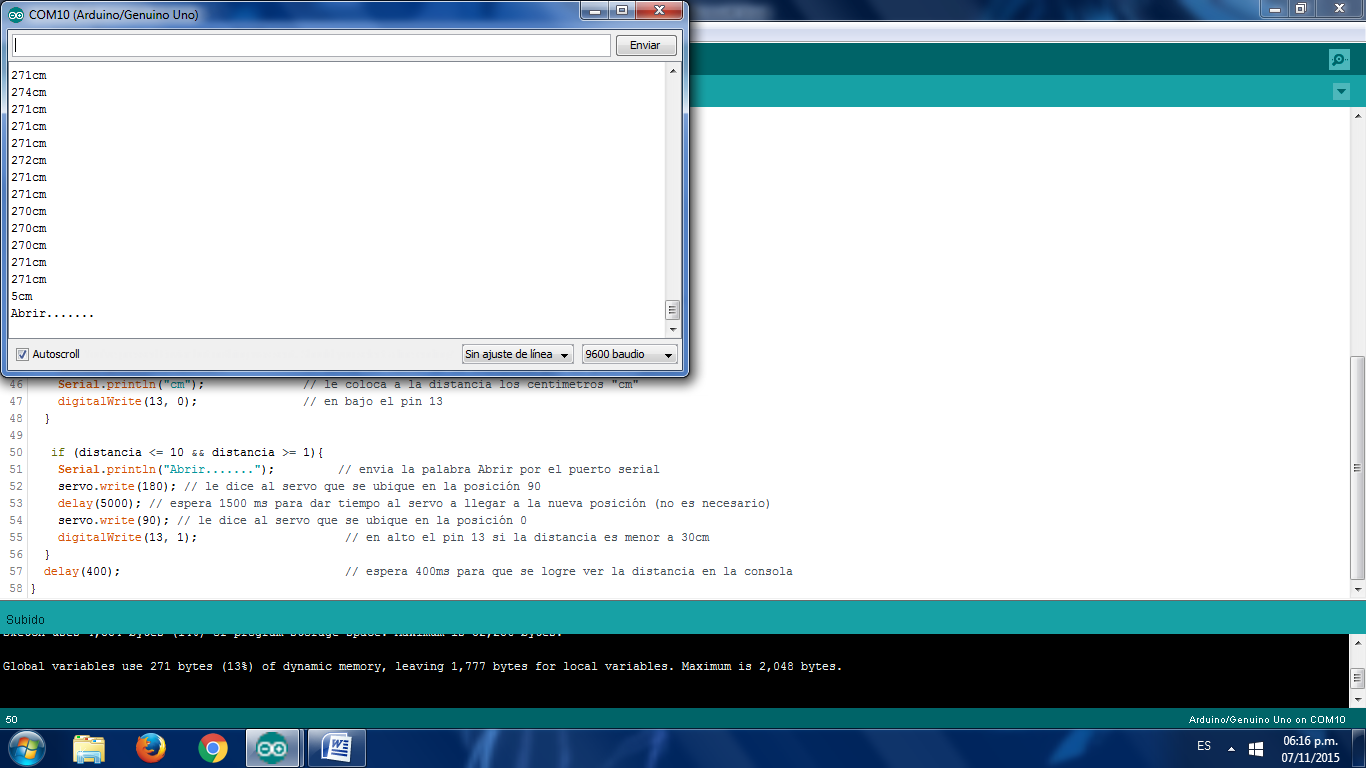 COM10 (Arduino/Genuino Uno)
Enviar
271cm
274cm
271cm
271cm
271cm
272cm
271cm
271cm
270cm
270cm
270cm
271cm
271cm
5cm
Abrir.......
Autoscroll
Sin ajuste de línea
9600 baudio
46 Serial.println("cm"); // le coloca a la distancia los centimetros "cm"
47 digitalWrite(13, 0); // en bajo el pin 13
48 }
49
50 if (distancia <= 10 && distancia >= 1){
51 Serial.println("Abrir......."); // envia la palabra Abrir por el puerto serial
52 servo.write(180); // le dice al servo que se ubique en la posición 90
53 delay(5000); // espera 1500 ms para dar tiempo al servo a llegar a la nueva posición (no es necesario)
54 servo.write(90); // le dice al servo que se ubique en la posición 0
55 digitalWrite(13, 1); // en alto el pin 13 si la distancia es menor a 30cm
56 }
57 delay(400); // espera 400ms para que se logre ver la distancia en la consola
58 }
Subido
bytes of program storage space. Maximum is bytes.
Global variables use 271 bytes (13%) of dynamic memory, leaving 1,777 bytes for local variables. Maximum is 2,048 bytes.
50
Arduino/Genuino Uno on COM10
ES
06:16 p.m.
07/11/2015